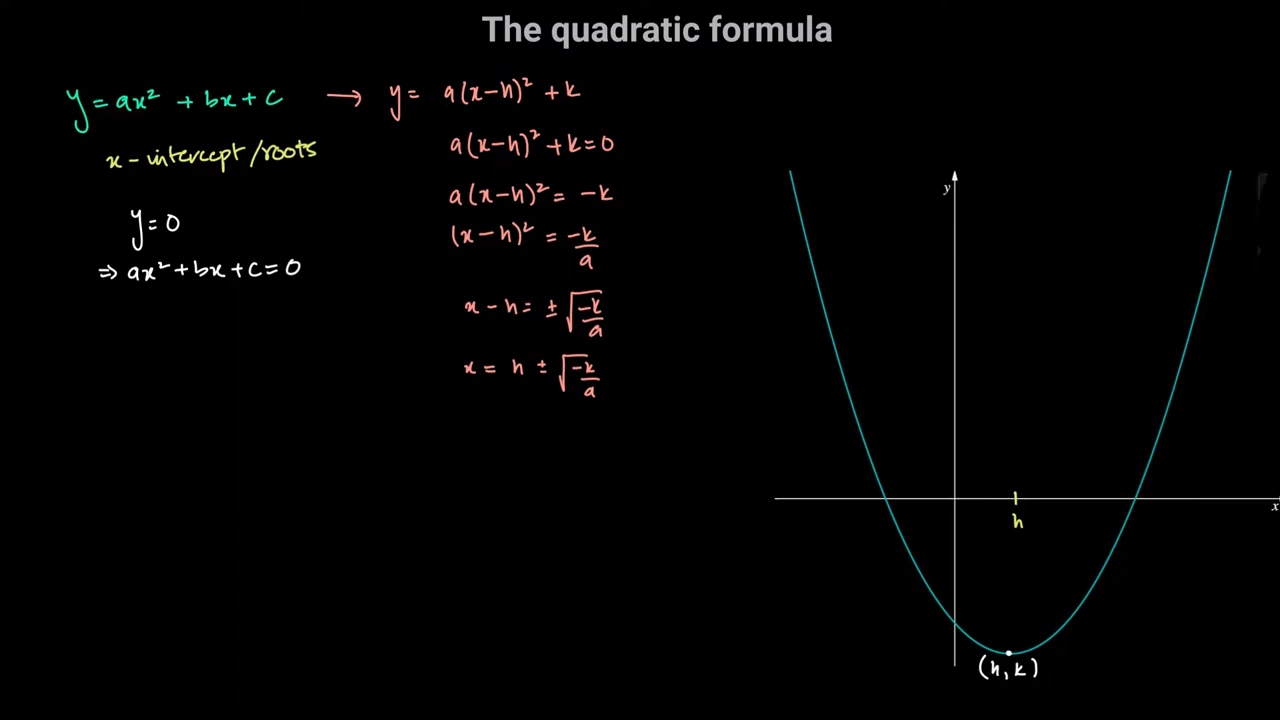 The quadratic formula
y = ax² + bx + c → y = a(x-h)² + k
x-intercept/roots
y = 0
⇒ ax² + bx + c = 0
a(x-h)² + k = 0
a(x-h)² = -k
(x-h)² = -k/a
x - h = ± √(-k/a)
x = h ± √(-k/a)
y
x
h
(h, k)